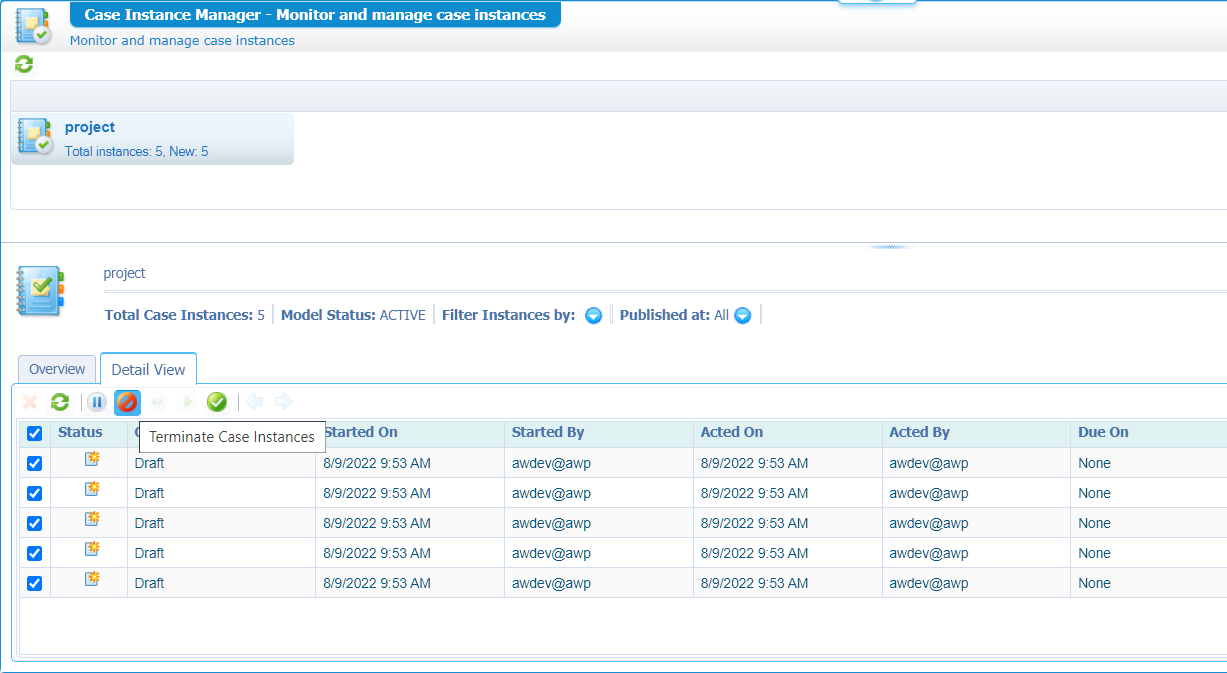 Case Instance Manager - Monitor and manage case instances
Monitor and manage case instances
project
Total instances: 5, New: 5
project
Total Case Instances: 5 Model Status: ACTIVE Filter Instances by: Published at: All
Overview Detail View
Terminate Case Instances
Status Started On Started By Acted On Acted By Due On
Draft 8/9/2022 9:53 AM awdev@awp 8/9/2022 9:53 AM awdev@awp None
Draft 8/9/2022 9:53 AM awdev@awp 8/9/2022 9:53 AM awdev@awp None
Draft 8/9/2022 9:53 AM awdev@awp 8/9/2022 9:53 AM awdev@awp None
Draft 8/9/2022 9:53 AM awdev@awp 8/9/2022 9:53 AM awdev@awp None
Draft 8/9/2022 9:53 AM awdev@awp 8/9/2022 9:53 AM awdev@awp None